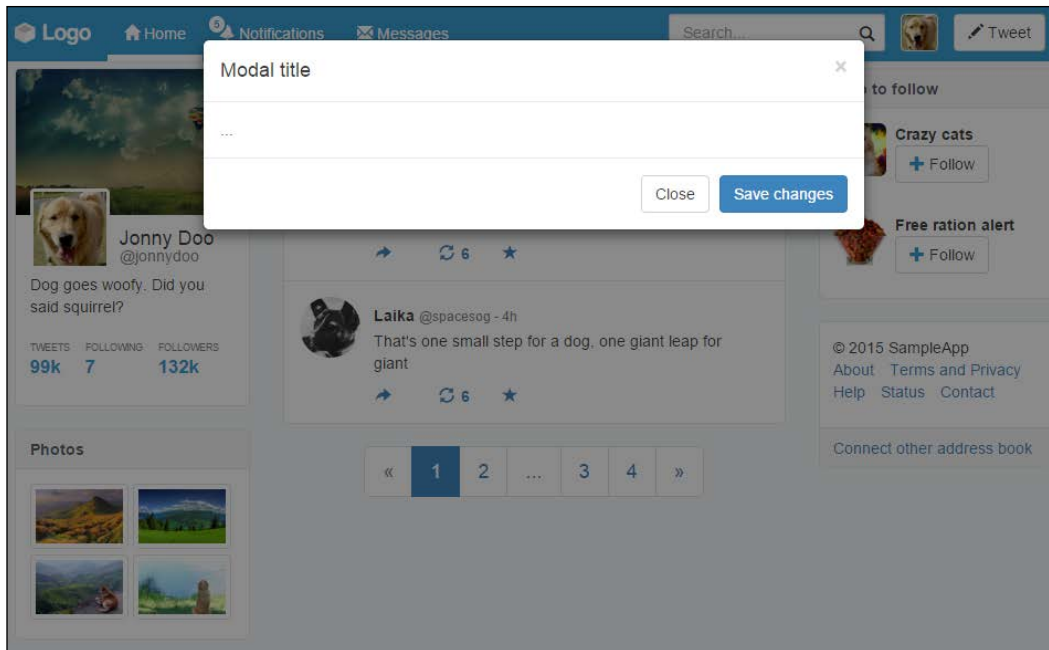 Logo
Home
5
Notifications
Messages
Search...
Tweet
Modal title
×
...
Close
Save changes
Jonny Doo
@jonnydoo
Dog goes woofy. Did you
said squirrel?
TWEETS FOLLOWING FOLLOWERS
99k 7 132k
Photos
6
Laika @spacesog - 4h
That's one small step for a dog, one giant leap for
giant
6
« 1 2 ... 3 4 »
to follow
Crazy cats
+ Follow
Free ration alert
+ Follow
© 2015 SampleApp
About Terms and Privacy
Help Status Contact
Connect other address book